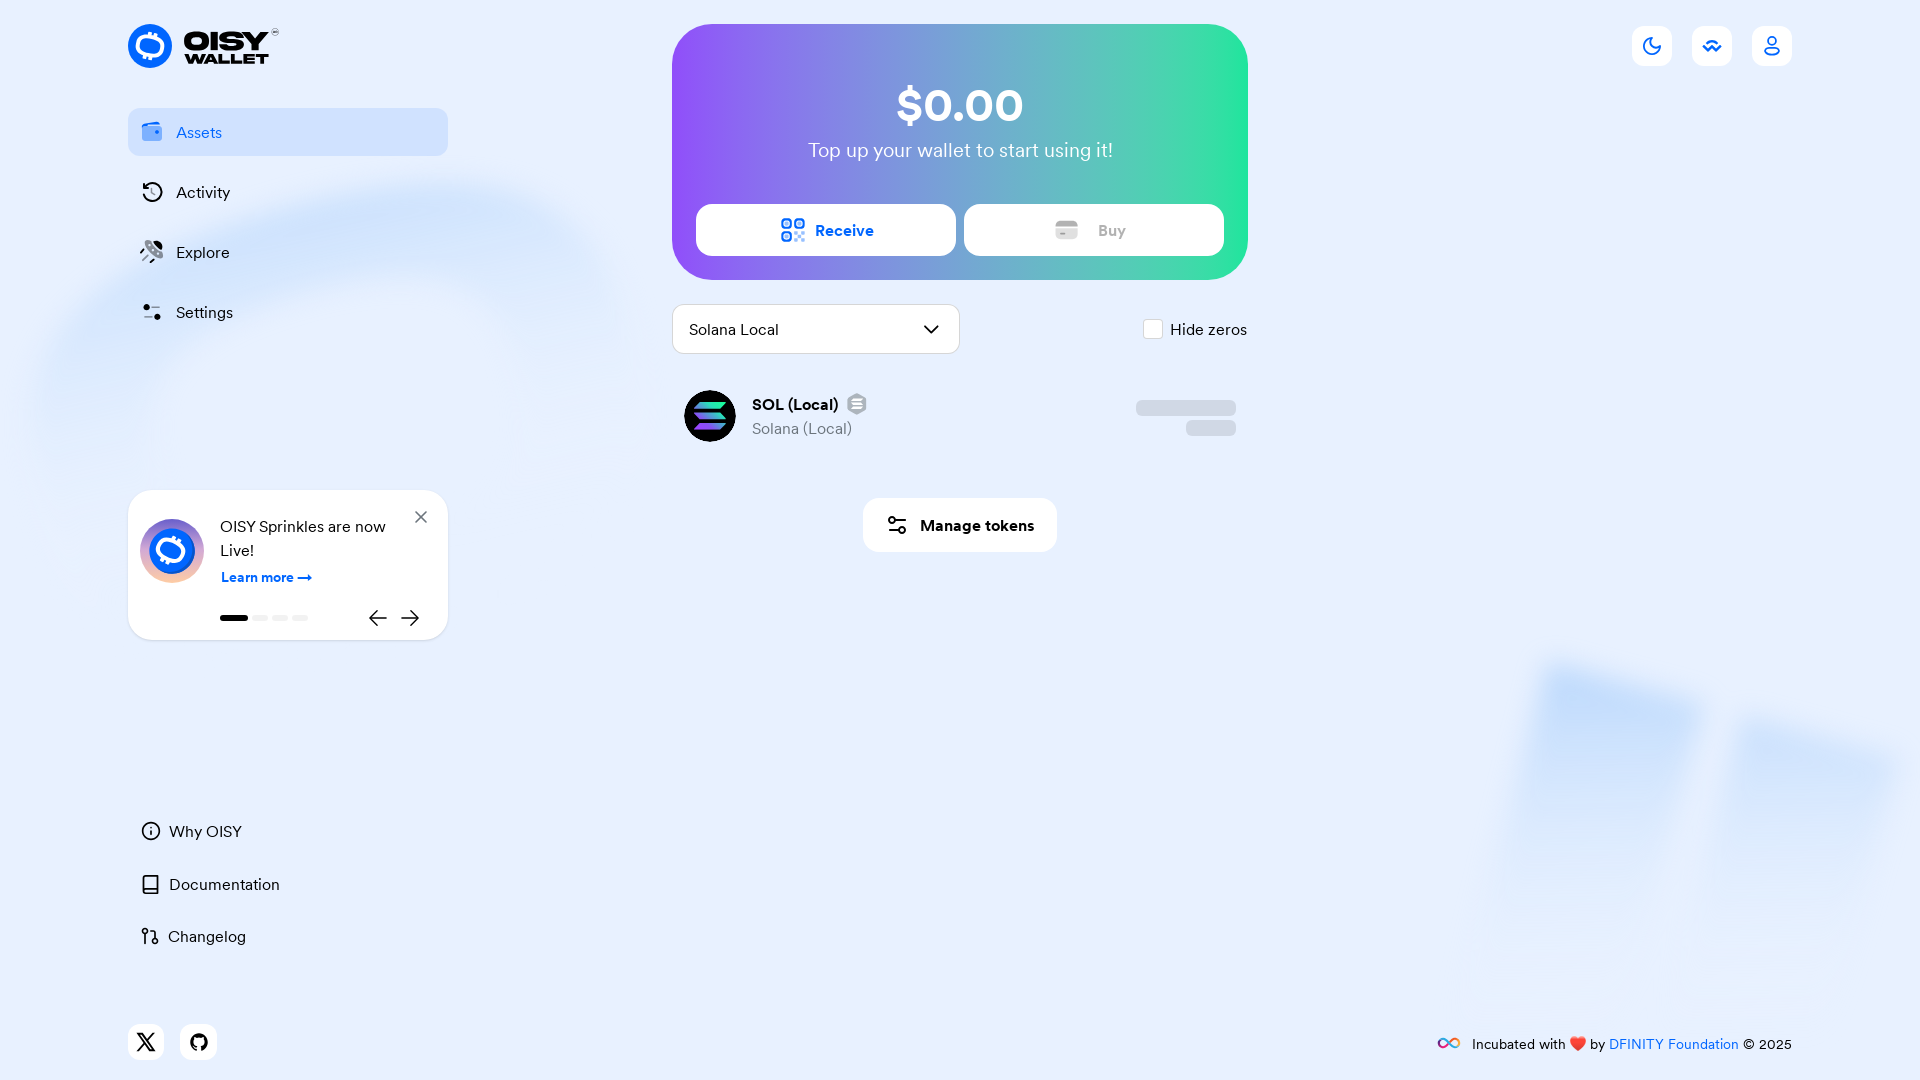 OISY
WALLET
Assets
Activity
Explore
Settings
OISY Sprinkles are now
Live!
Learn more →
Why OISY
Documentation
Changelog
$0.00
Top up your wallet to start using it!
Receive
Buy
Solana Local
Hide zeros
SOL (Local)
Solana (Local)
Manage tokens
Incubated with ❤️ by DFINITY Foundation © 2025